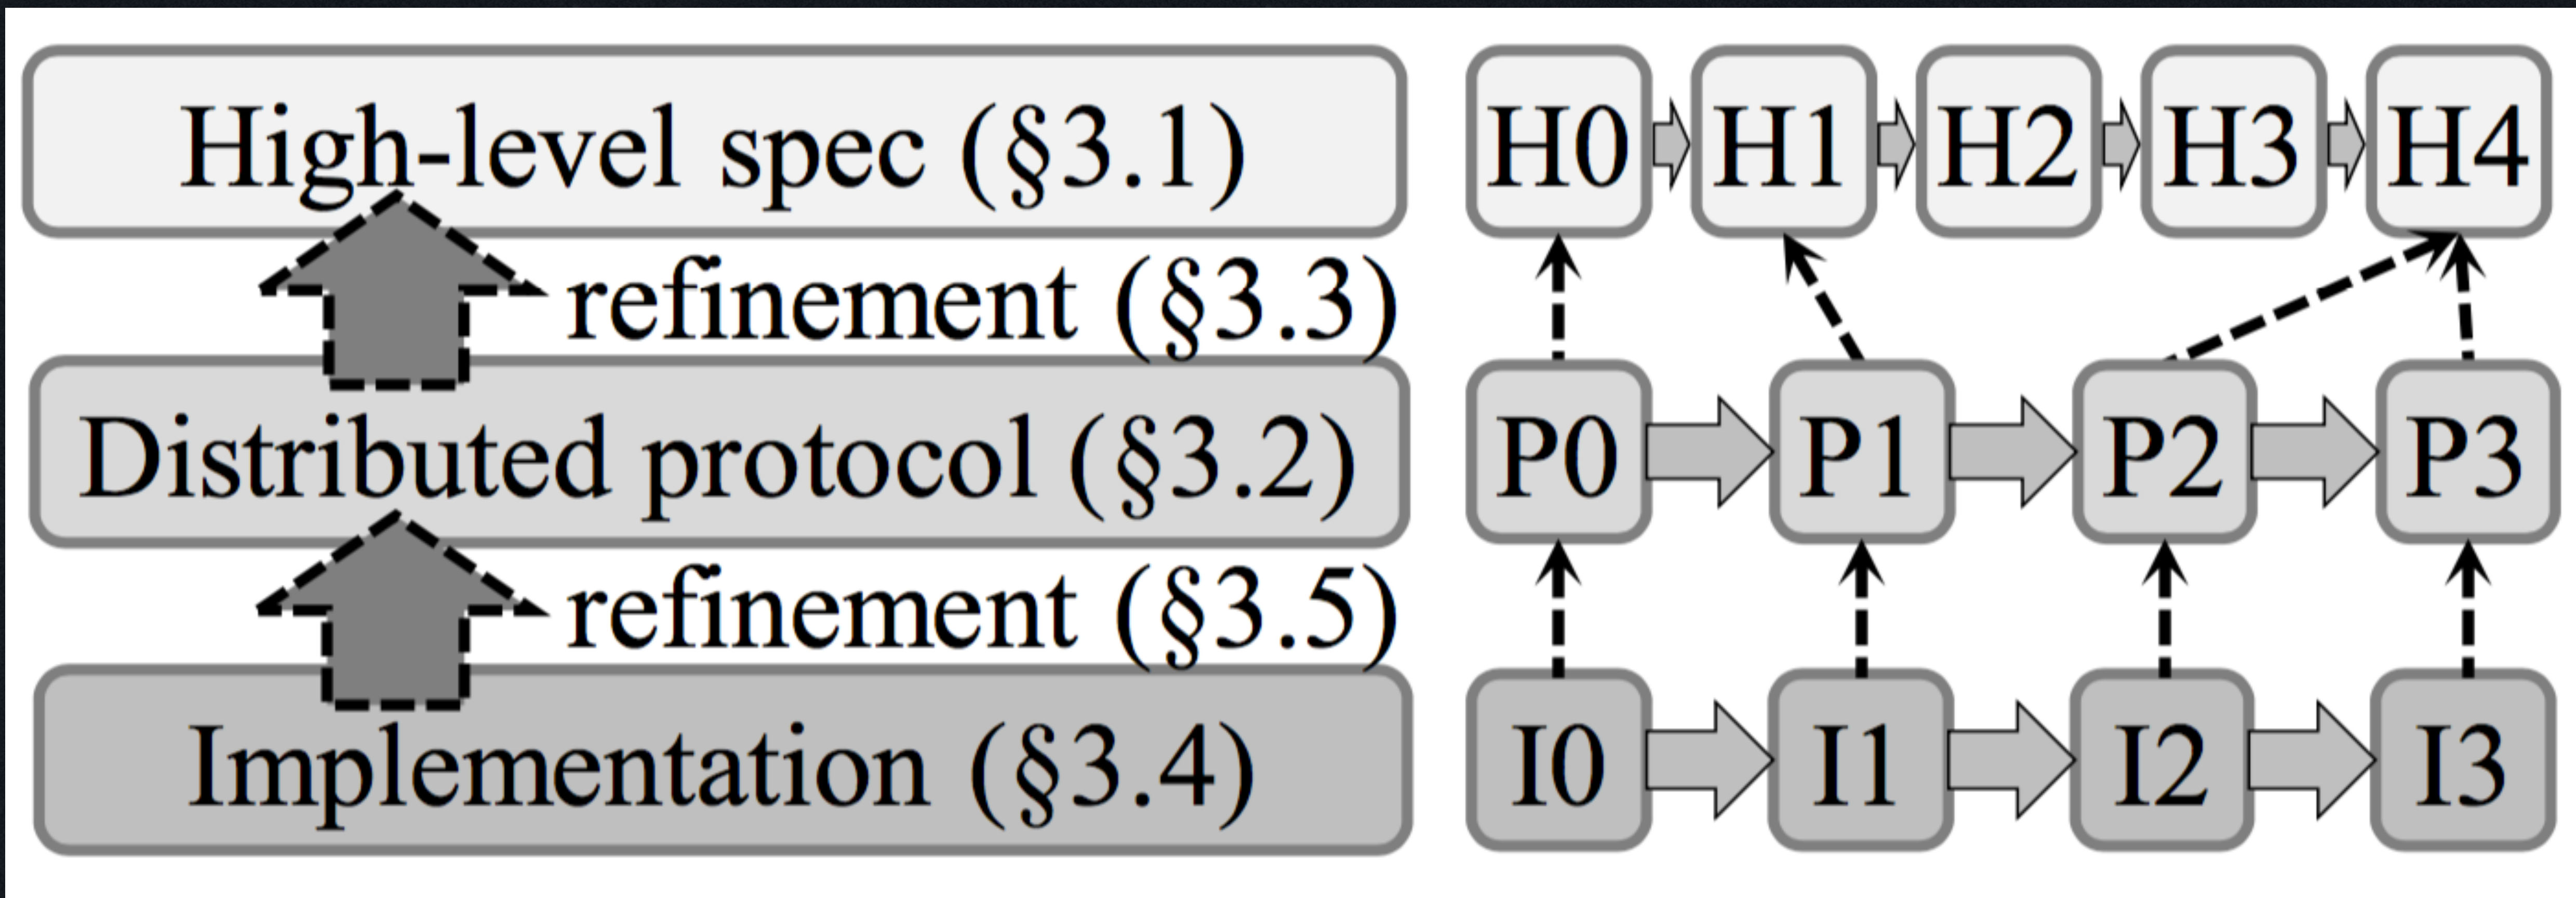 High-level spec (§3.1)
H0 H1 H2 H3 H4
refinement (§3.3)
Distributed protocol (§3.2)
P0 P1 P2 P3
refinement (§3.5)
Implementation (§3.4)
I0 I1 I2 I3